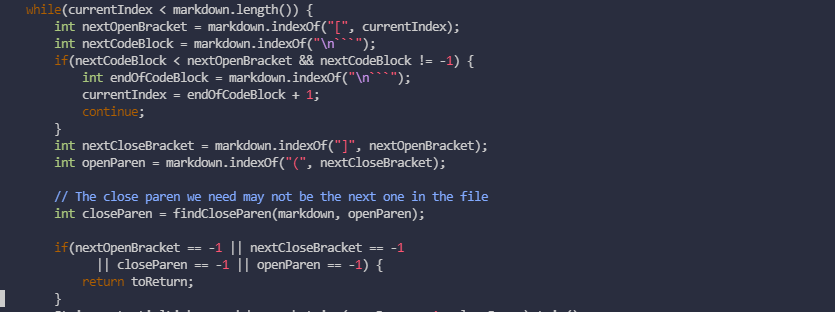 while(currentIndex < markdown.length()) {
int nextOpenBracket = markdown.indexOf("[", currentIndex);
int nextCodeBlock = markdown.indexOf("\n```");
if(nextCodeBlock < nextOpenBracket && nextCodeBlock != -1) {
int endOfCodeBlock = markdown.indexOf("\n```");
currentIndex = endOfCodeBlock + 1;
continue;
}
int nextCloseBracket = markdown.indexOf("]", nextOpenBracket);
int openParen = markdown.indexOf("(", nextCloseBracket);
// The close paren we need may not be the next one in the file
int closeParen = findCloseParen(markdown, openParen);
if(nextOpenBracket == -1 || nextCloseBracket == -1
|| closeParen == -1 || openParen == -1) {
return toReturn;
}